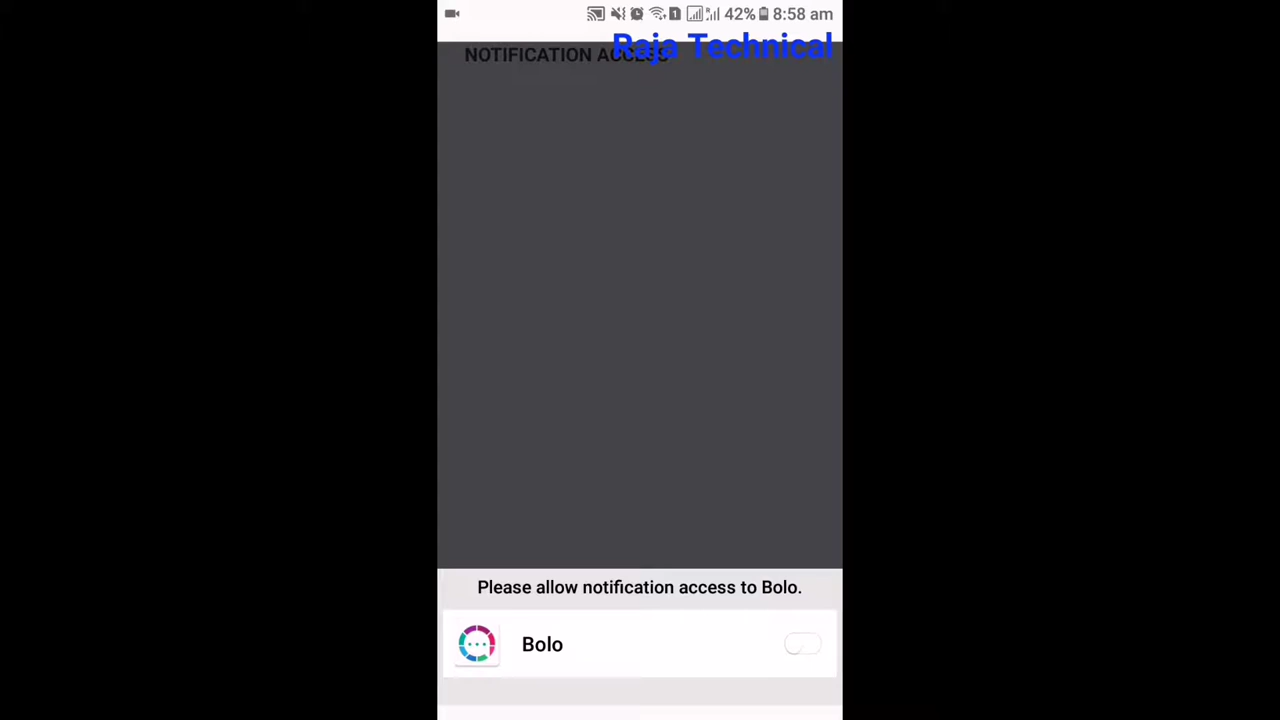 42% 8:58 am
Raja Technical
NOTIFICATION ACCESS
Please allow notification access to Bolo.
Bolo